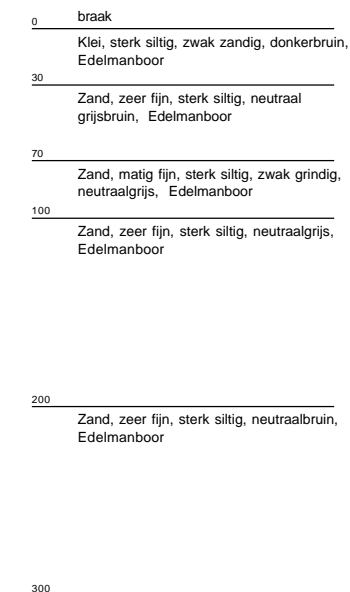 braak
0
Klei, sterk siltig, zwak zandig, donkerbruin,
Edelmanboor
30
Zand, zeer fijn, sterk siltig, neutraal
grijsbruin, Edelmanboor
70
Zand, matig fijn, sterk siltig, zwak grindig,
neutraalgrijs, Edelmanboor
100
Zand, zeer fijn, sterk siltig, neutraalgrijs,
Edelmanboor
200
Zand, zeer fijn, sterk siltig, neutraalbruin,
Edelmanboor
300